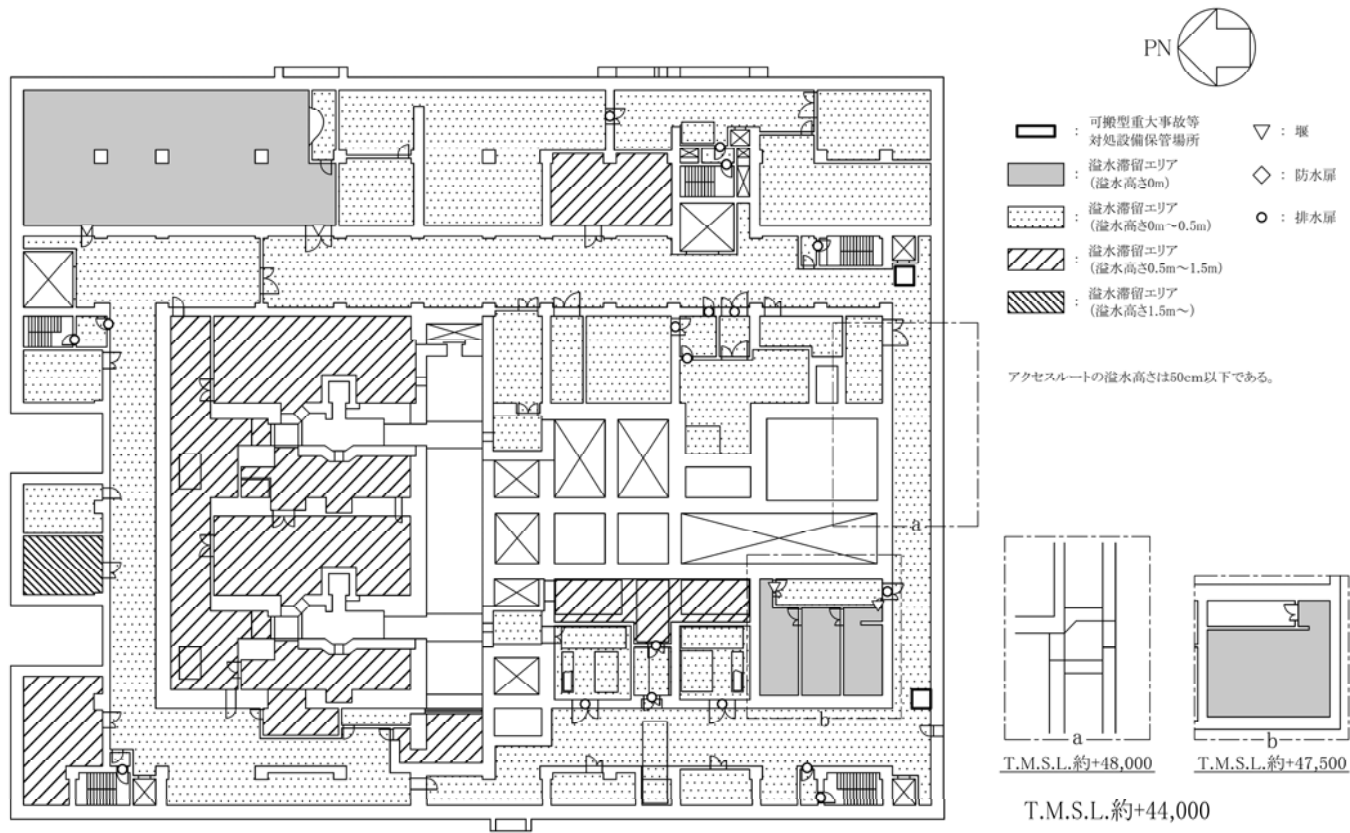 PN
： 可搬型重大事故等
対処設備保管場所
： 溢水滞留エリア
(溢水高さ0m)
： 溢水滞留エリア
(溢水高さ0m～0.5m)
： 溢水滞留エリア
(溢水高さ0.5m～1.5m)
： 溢水滞留エリア
(溢水高さ1.5m～)
： 堰
： 防水扉
： 排水扉
アクセスルートの溢水高さは50cm以下である。
a
b
a
T.M.S.L.約+48,000
b
T.M.S.L.約+47,500
T.M.S.L.約+44,000